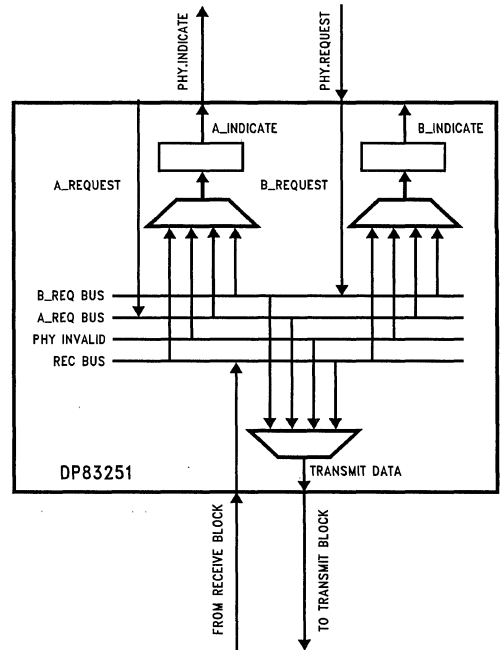 PHY.INDICATE
PHY.REQUEST
A_INDICATE
B_INDICATE
A_REQUEST
B_REQUEST
B_REQ BUS
A_REQ BUS
PHY INVALID
REC BUS
TRANSMIT DATA
DP83251
FROM RECEIVE BLOCK
TO TRANSMIT BLOCK